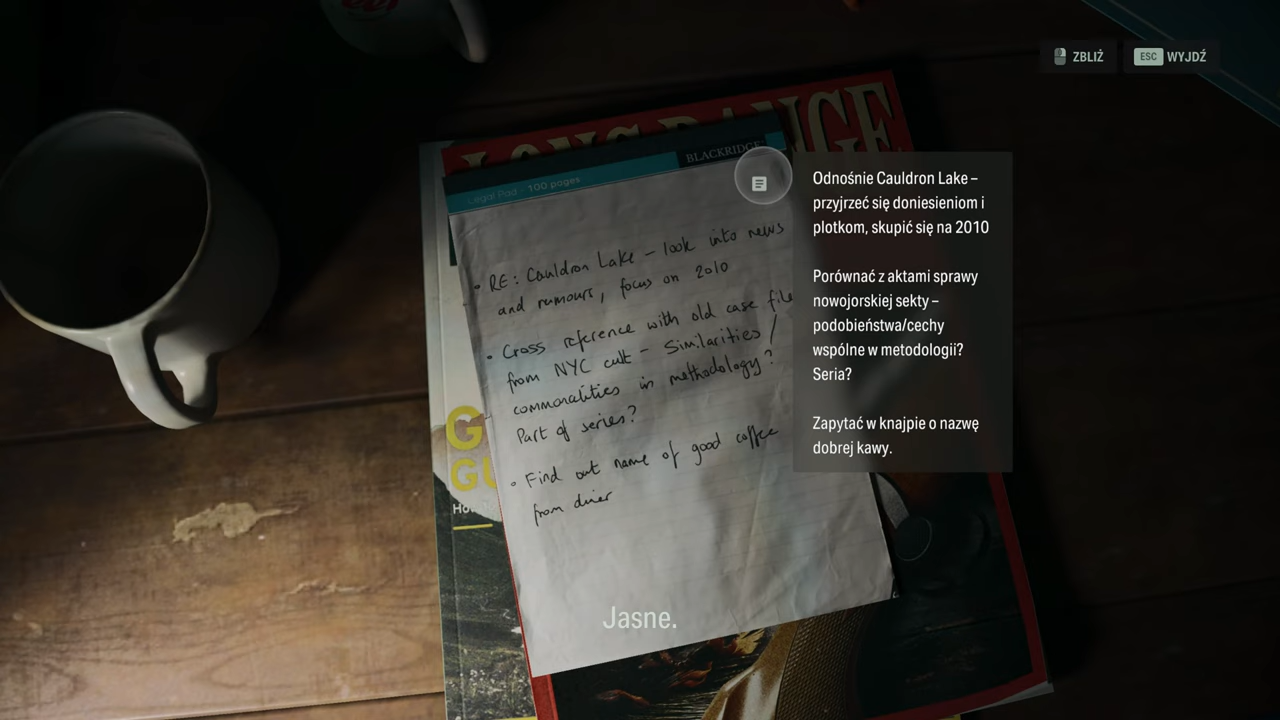 ZBLIŻ
ESC WYJDŹ
LONG RANGE
BLACKRIDGE
Legal Pad - 100 pages
• RE: Cauldron Lake – look into news
and rumours, focus on 2010
• Cross reference with old case file
from NYC cult – Similarities /
commonalities in methodology?
Part of series?
• Find out name of good coffee
from diner
Odnośnie Cauldron Lake –
przyjrzeć się doniesieniom i
plotkom, skupić się na 2010
Porównać z aktami sprawy
nowojorskiej sekty –
podobieństwa/cechy
wspólne w metodologii?
Seria?
Zapytać w knajpie o nazwę
dobrej kawy.
Jasne.